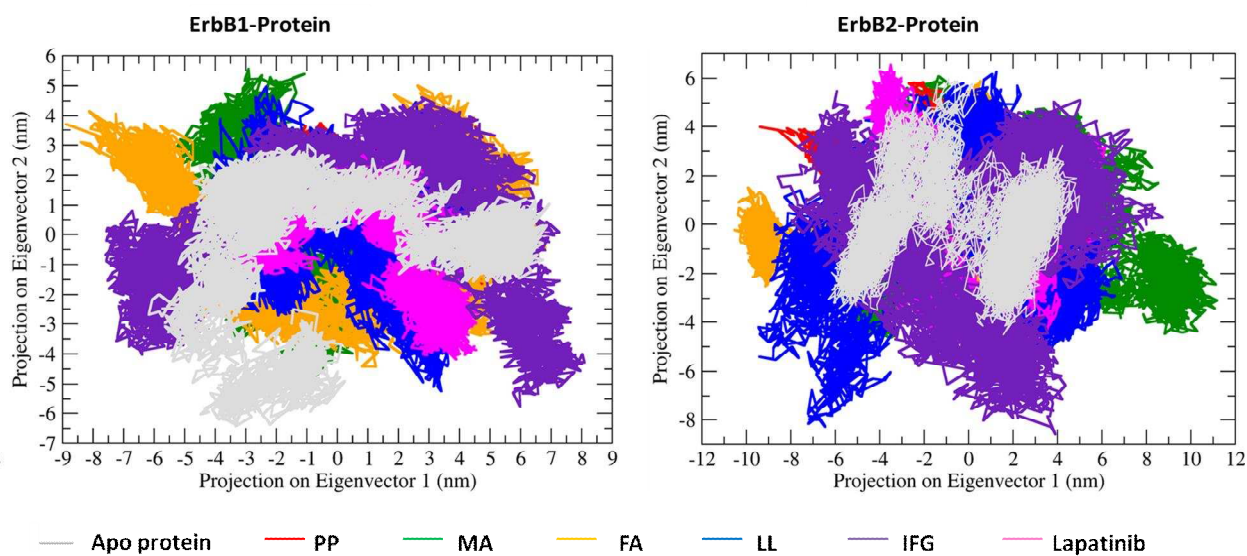 ErbB1-Protein
ErbB2-Protein
6
5
4
3
2
1
0
-1
-2
-3
-4
-5
-6
-7
Projection on Eigenvector 2 (nm)
-9 -8 -7 -6 -5 -4 -3 -2 -1 0 1 2 3 4 5 6 7 8 9
Projection on Eigenvector 1 (nm)
6
4
2
0
-2
-4
-6
-8
Projection on Eigenvector 2 (nm)
-12 -10 -8 -6 -4 -2 0 2 4 6 8 10 12
Projection on Eigenvector 1 (nm)
Apo protein PP MA FA LL IFG Lapatinib